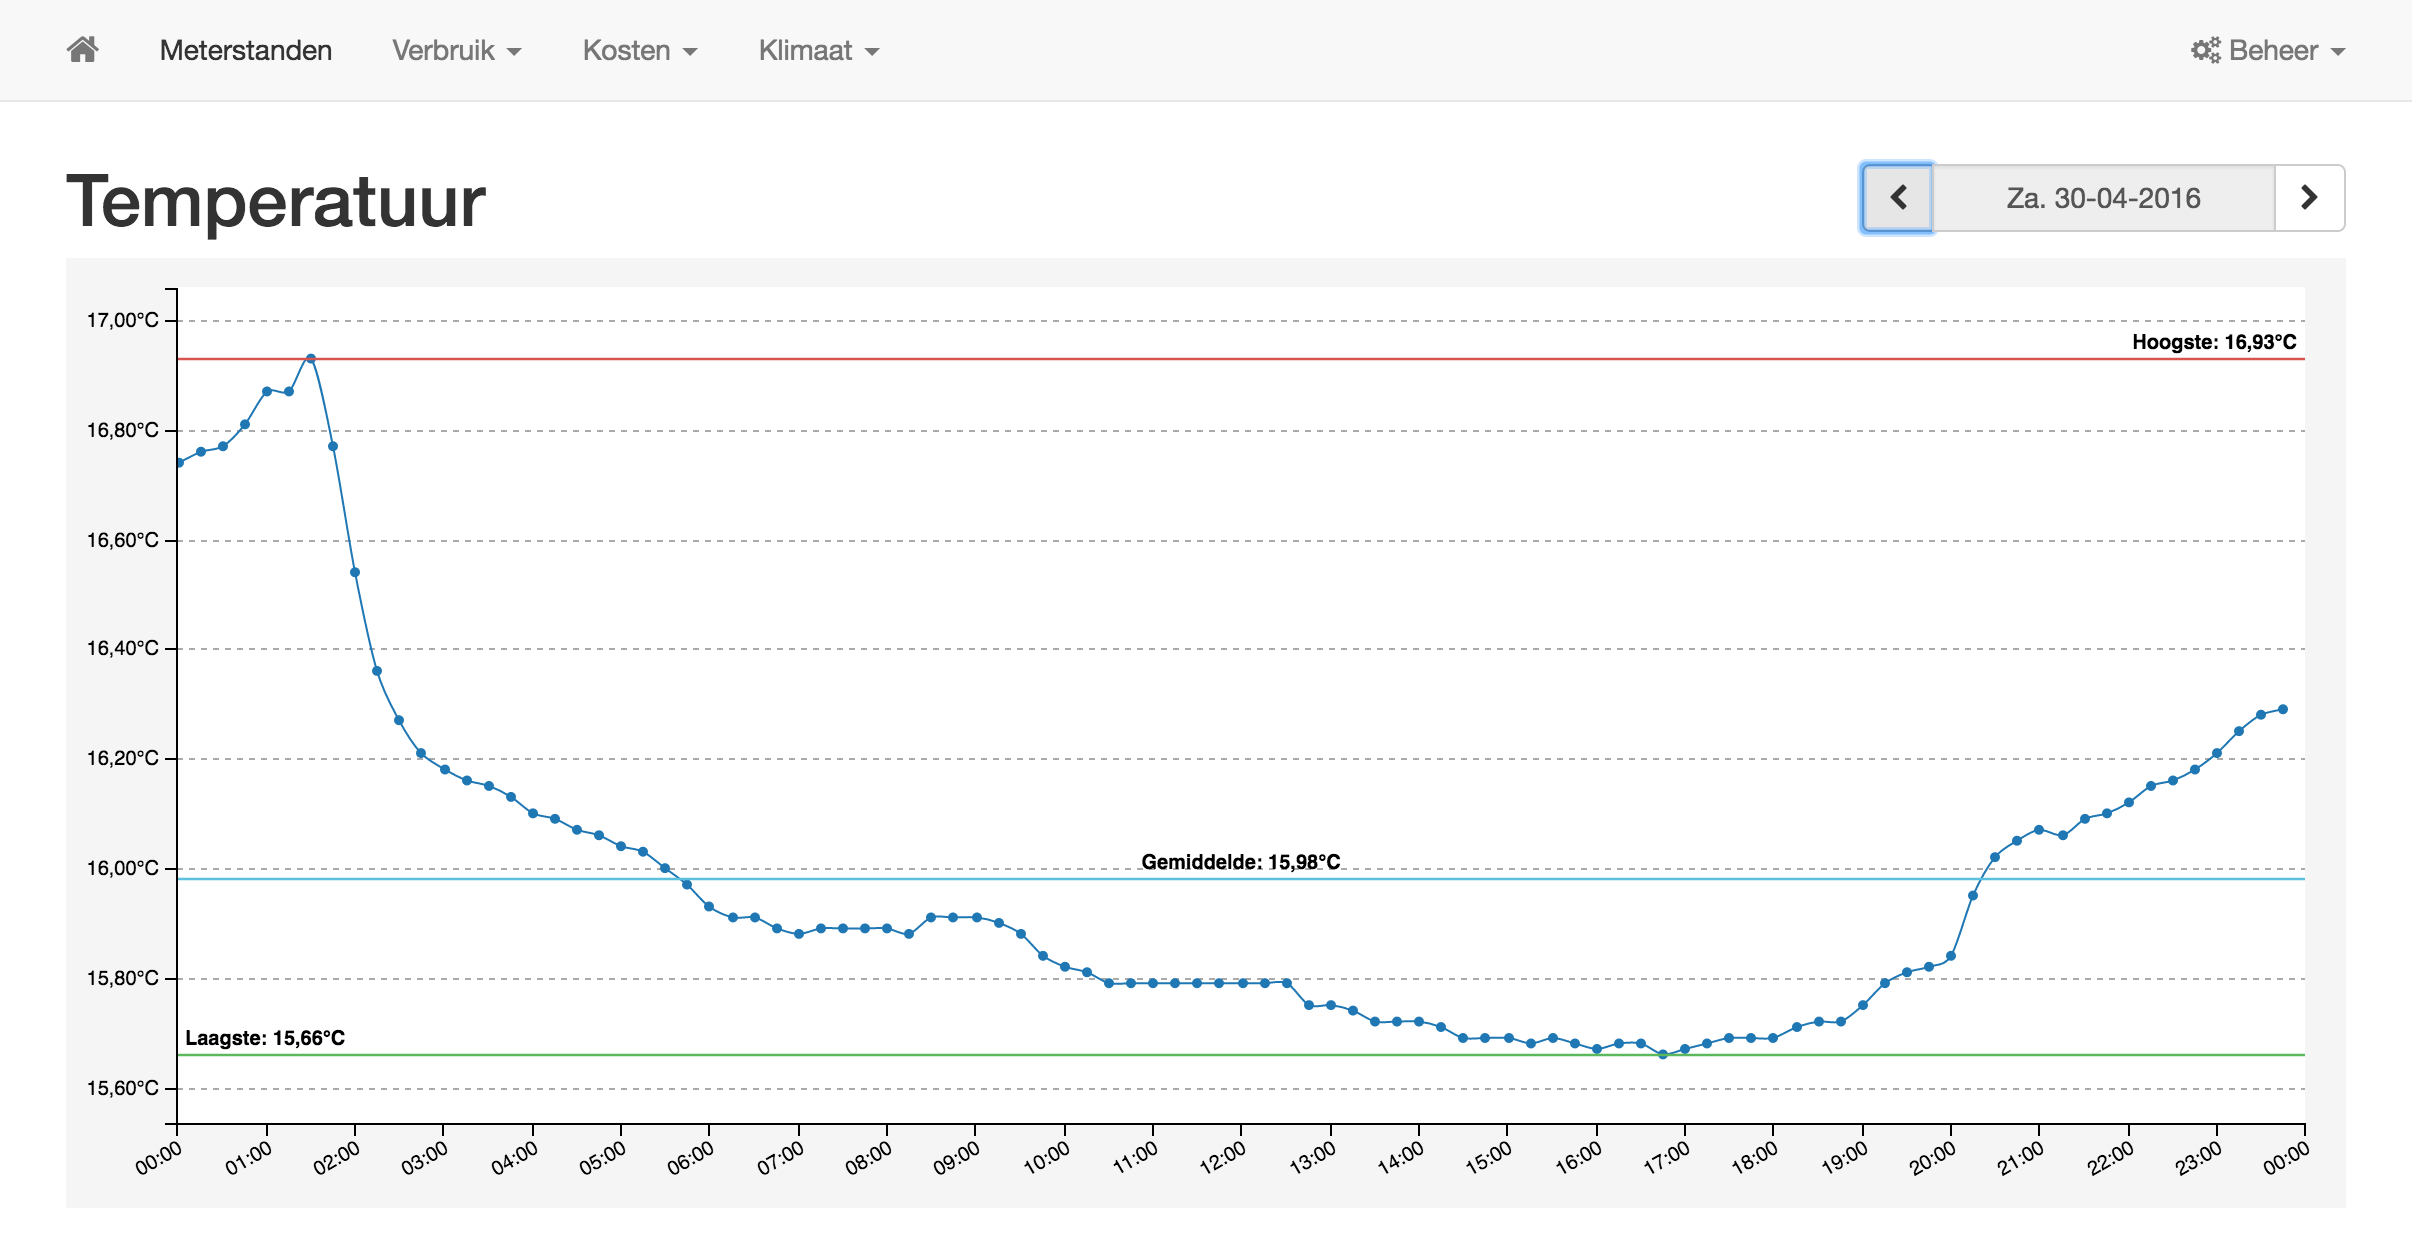 Meterstanden Verbruik Kosten Klimaat Beheer
Temperatuur
Za. 30-04-2016
17,00°C
Hoogste: 16,93°C
16,80°C
16,60°C
16,40°C
16,20°C
16,00°C
Gemiddelde: 15,98°C
15,80°C
Laagste: 15,66°C
15,60°C
00:00 01:00 02:00 03:00 04:00 05:00 06:00 07:00 08:00 09:00 10:00 11:00 12:00 13:00 14:00 15:00 16:00 17:00 18:00 19:00 20:00 21:00 22:00 23:00 00:00